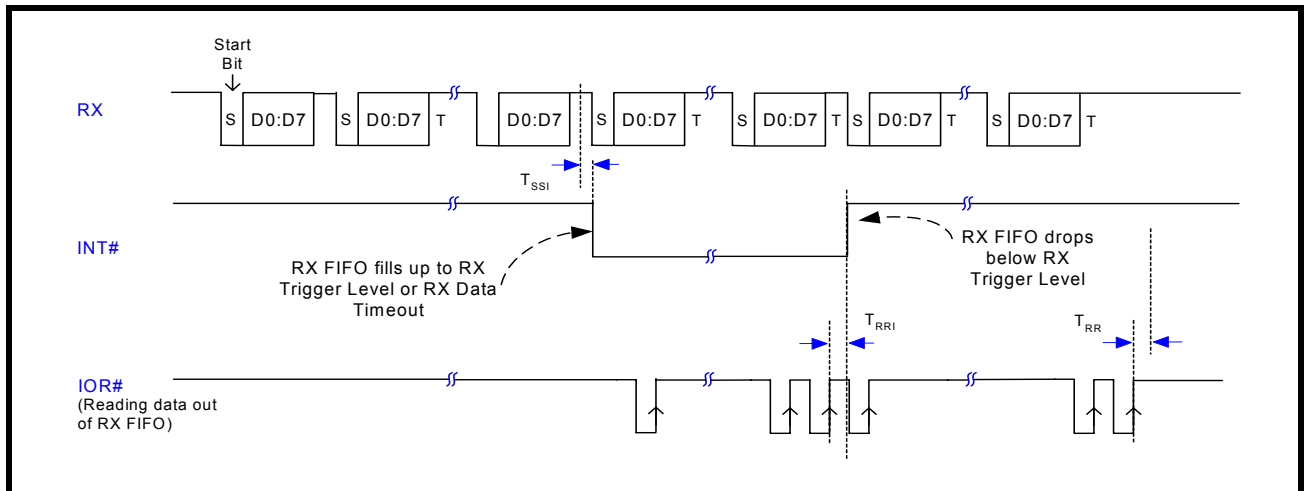 Start
Bit
RX
S D0:D7 S D0:D7 T S D0:D7 S D0:D7 T S D0:D7 T S D0:D7 T S D0:D7 T
TSSI
INT#
RX FIFO fills up to RX
Trigger Level or RX Data
Timeout
RX FIFO drops
below RX
Trigger Level
TRRI
TRR
IOR#
(Reading data out
of RX FIFO)